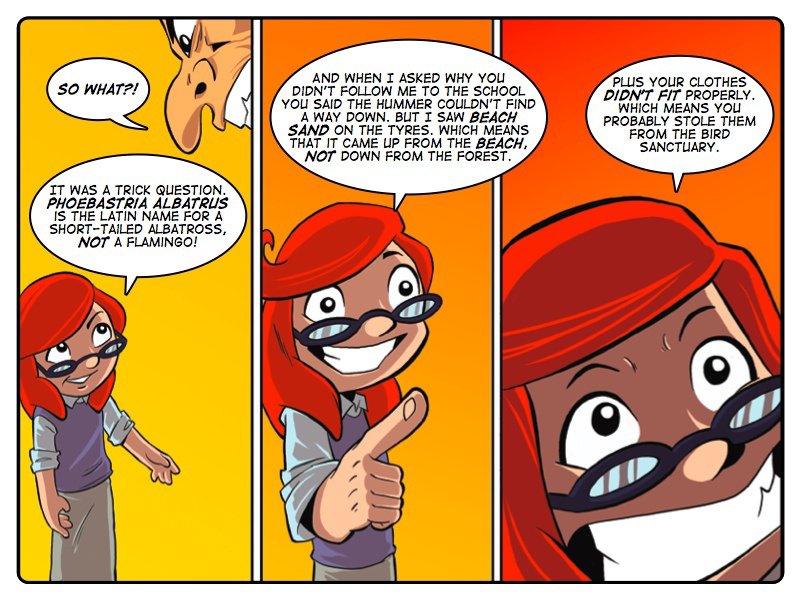 SO WHAT?!
IT WAS A TRICK QUESTION.
PHOEBASTRIA ALBATRUS
IS THE LATIN NAME FOR A
SHORT-TAILED ALBATROSS,
NOT A FLAMINGO!
AND WHEN I ASKED WHY YOU
DIDN'T FOLLOW ME TO THE SCHOOL
YOU SAID THE HUMMER COULDN'T FIND
A WAY DOWN. BUT I SAW BEACH
SAND ON THE TYRES. WHICH MEANS
THAT IT CAME UP FROM THE BEACH,
NOT DOWN FROM THE FOREST.
PLUS YOUR CLOTHES
DIDN'T FIT PROPERLY.
WHICH MEANS YOU
PROBABLY STOLE THEM
FROM THE BIRD
SANCTUARY.